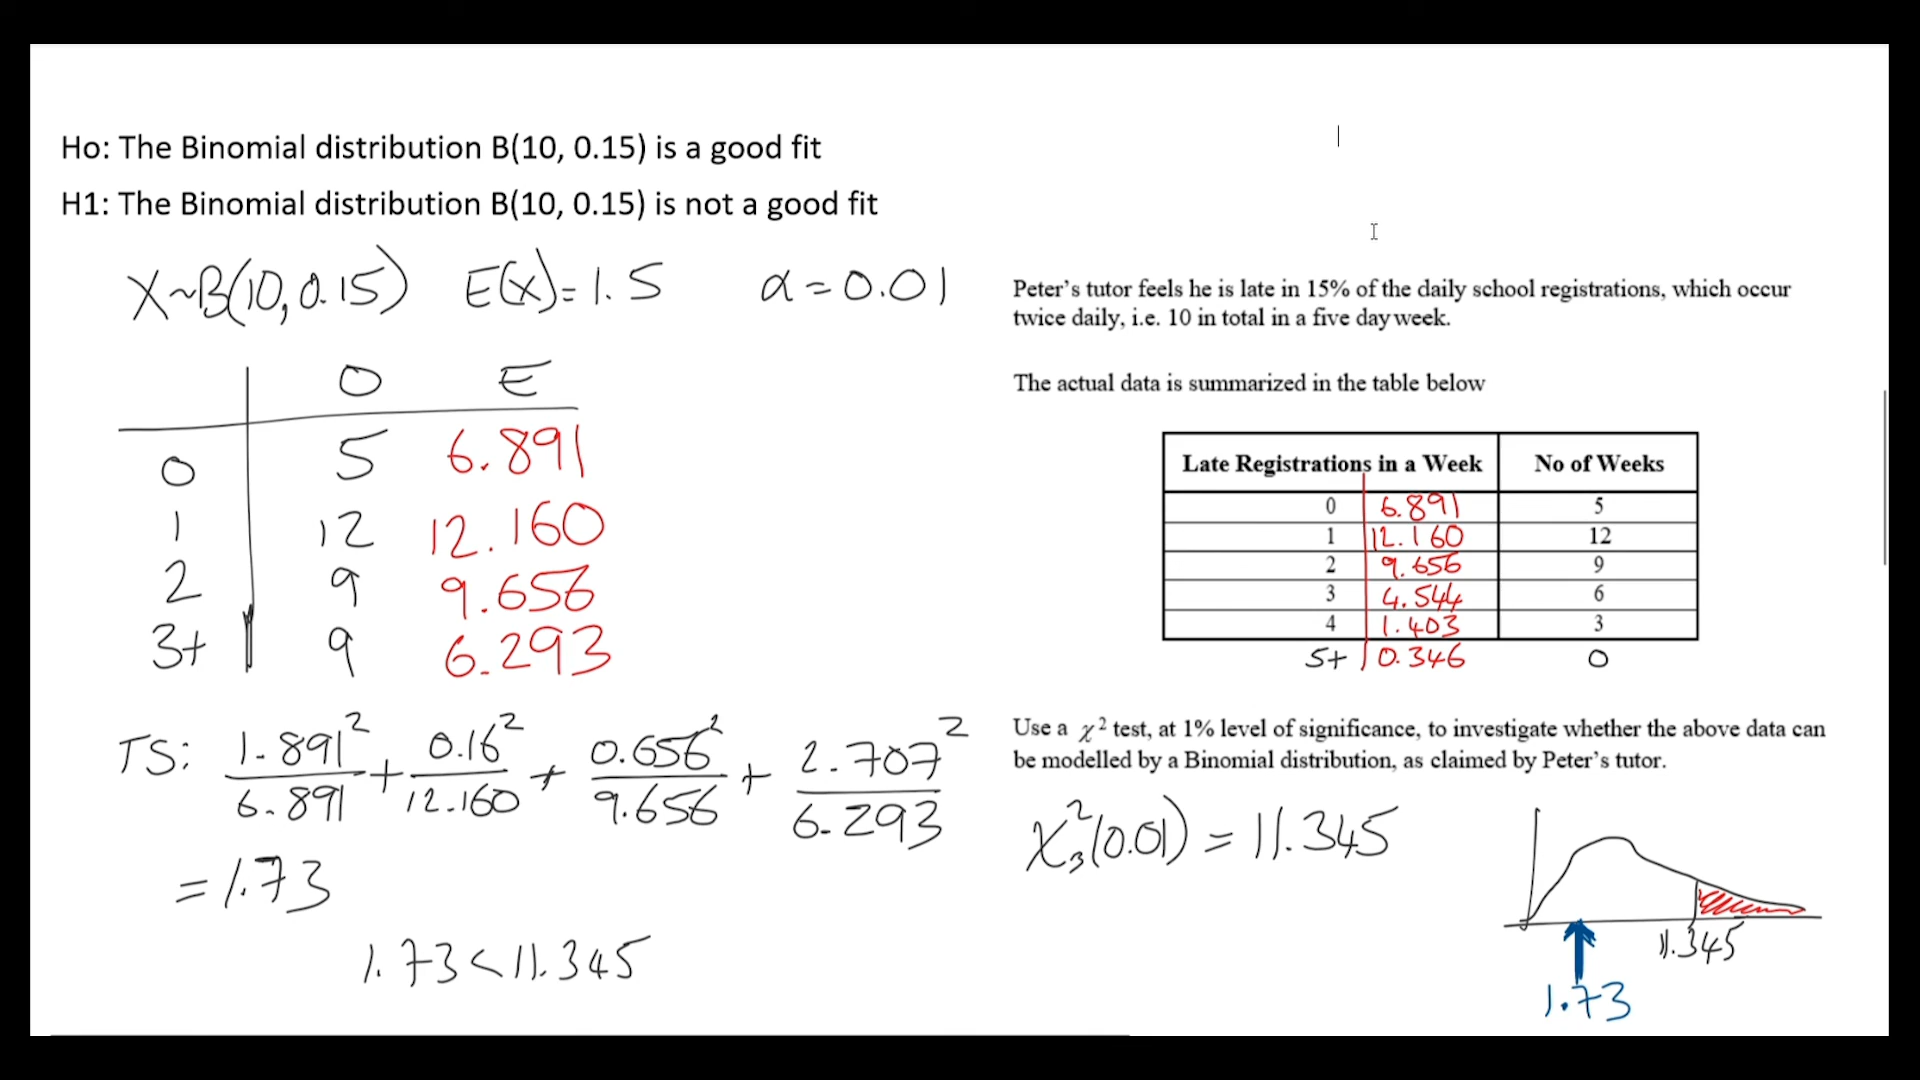 Ho: The Binomial distribution B(10, 0.15) is a good fit
H1: The Binomial distribution B(10, 0.15) is not a good fit
X~B(10,0.15) E(x)=1.5 α=0.01
O E
0 5 6.891
1 12 12.160
2 9 9.656
3+ 9 6.293
TS: 1.891²/6.891 + 0.16²/12.160 + 0.656²/9.656 + 2.707²/6.293
=1.73
1.73<11.345
Peter's tutor feels he is late in 15% of the daily school registrations, which occur
twice daily, i.e. 10 in total in a five day week.
The actual data is summarized in the table below
Late Registrations in a Week No of Weeks
0 6.891 5
1 12.160 12
2 9.656 9
3 4.544 6
4 1.403 3
5+ 0.346 0
Use a χ² test, at 1% level of significance, to investigate whether the above data can
be modelled by a Binomial distribution, as claimed by Peter's tutor.
χ²₃(0.01) = 11.345
11.345
1.73